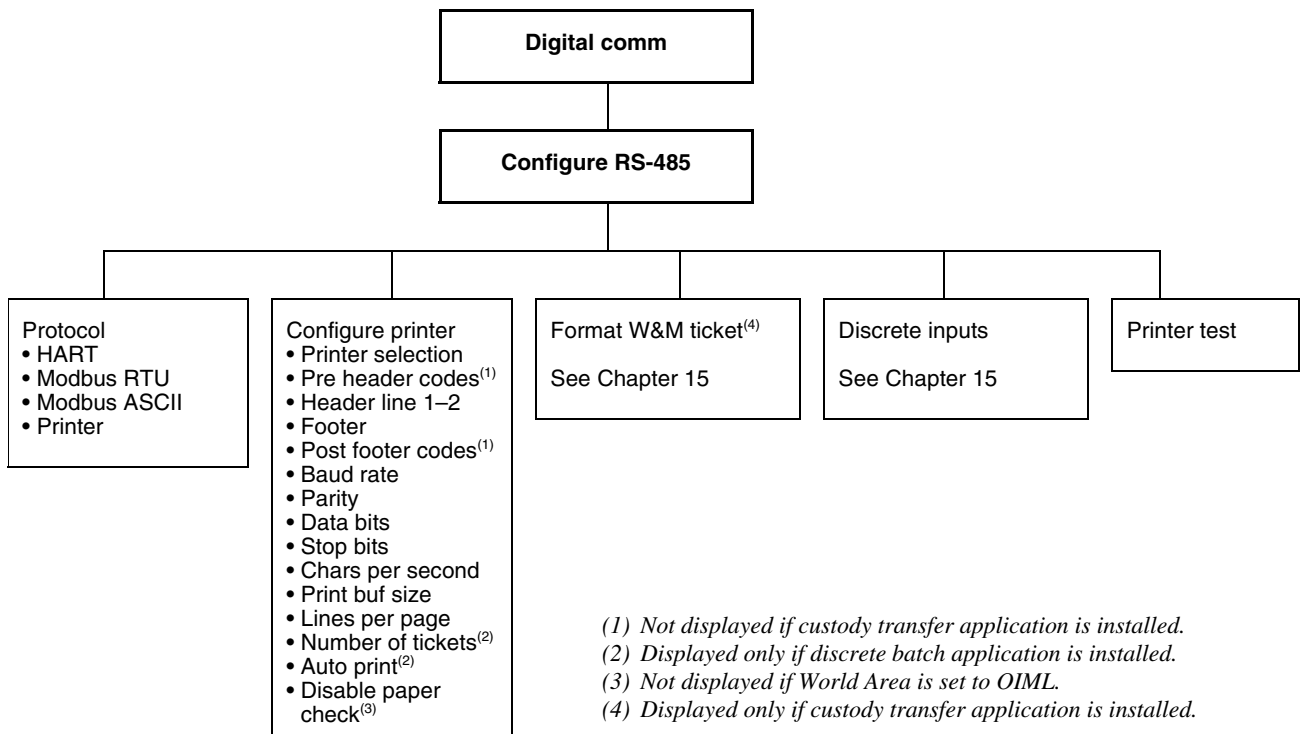 Digital comm
Configure RS-485
Protocol
• HART
• Modbus RTU
• Modbus ASCII
• Printer
Configure printer
• Printer selection
• Pre header codes(1)
• Header line 1–2
• Footer
• Post footer codes(1)
• Baud rate
• Parity
• Data bits
• Stop bits
• Chars per second
• Print buf size
• Lines per page
• Number of tickets(2)
• Auto print(2)
• Disable paper
check(3)
Format W&M ticket(4)
See Chapter 15
Discrete inputs
See Chapter 15
Printer test
(1) Not displayed if custody transfer application is installed.
(2) Displayed only if discrete batch application is installed.
(3) Not displayed if World Area is set to OIML.
(4) Displayed only if custody transfer application is installed.